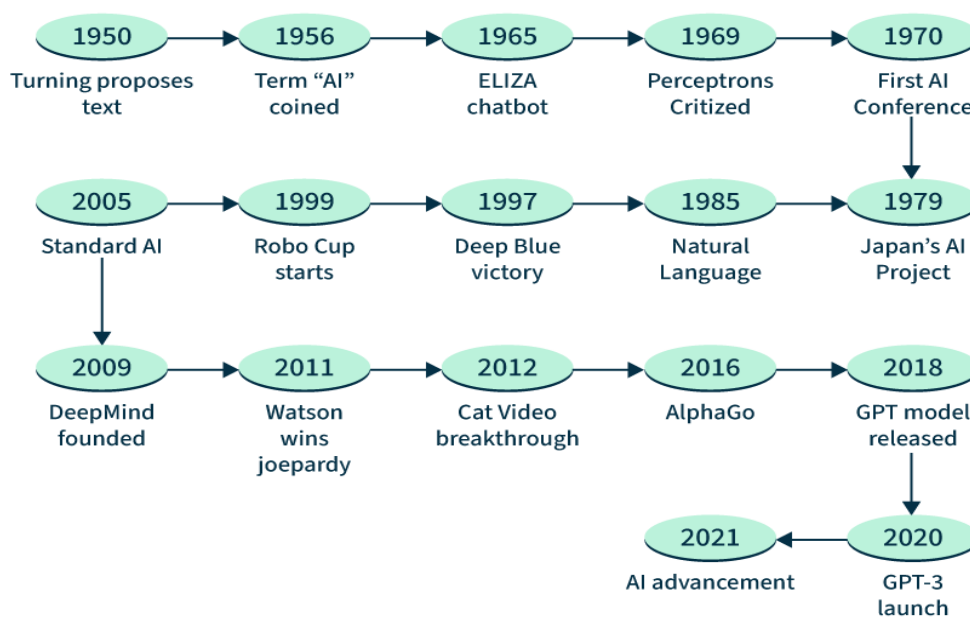 1950
Turning proposes
text
1956
Term “AI”
coined
1965
ELIZA
chatbot
1969
Perceptrons
Critized
1970
First AI
Conference
2005
Standard AI
1999
Robo Cup
starts
1997
Deep Blue
victory
1985
Natural
Language
1979
Japan’s AI
Project
2009
DeepMind
founded
2011
Watson
wins
joepardy
2012
Cat Video
breakthrough
2016
AlphaGo
2018
GPT model
released
2021
AI advancement
2020
GPT-3
launch